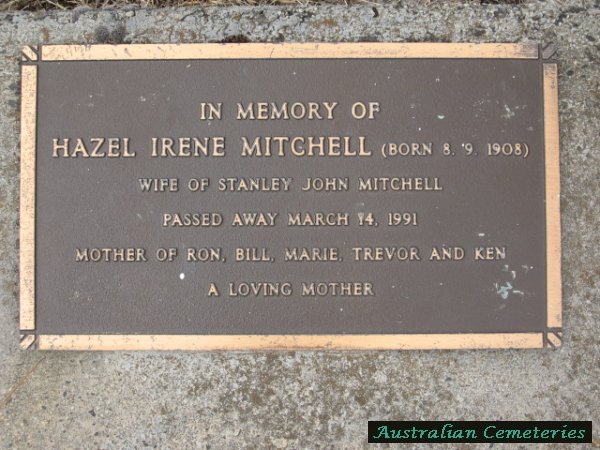 IN MEMORY OF
HAZEL IRENE MITCHELL (BORN 8. 9. 1908)
WIFE OF STANLEY JOHN MITCHELL
PASSED AWAY MARCH 14, 1991
MOTHER OF RON, BILL, MARIE, TREVOR AND KEN
A LOVING MOTHER
Australian Cemeteries